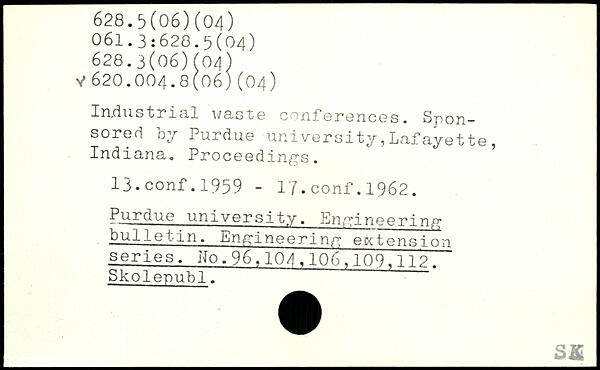 628.5(06)(04)
061.3:628.5(04)
628.3(06)(04)
v 620.004.8(06)(04)
Industrial waste conferences. Spon-
sored by Purdue university,Lafayette,
Indiana. Proceedings.
13.conf.1959 - 17.conf.1962.
Purdue university. Engineering
bulletin. Engineering extension
series. No.96,104,106,109,112.
Skolepubl.
SK